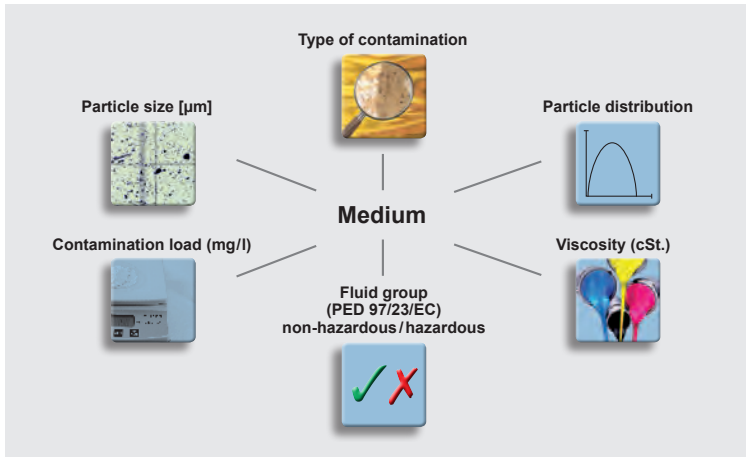 Type of contamination
Particle size [µm]
Particle distribution
Medium
Contamination load (mg/l)
Viscosity (cSt.)
Fluid group
(PED 97/23/EC)
non-hazardous/hazardous